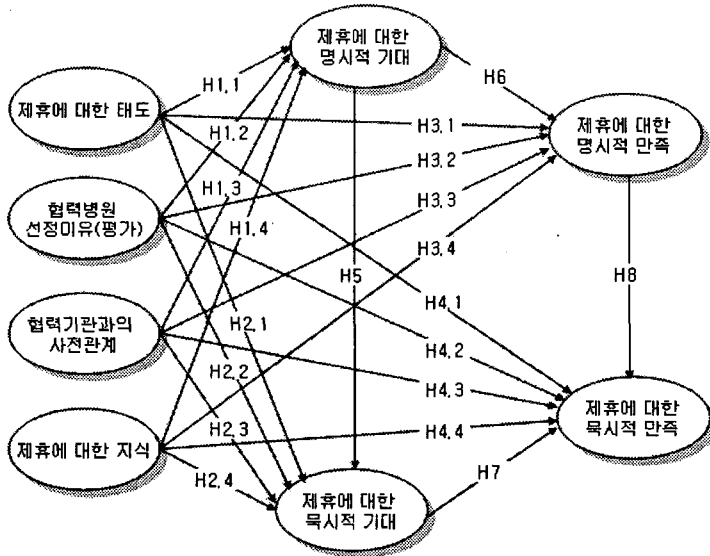 제휴에 대한
명시적 기대
H6
H1.1
제휴에 대한 태도
H1.2
H3.1
제휴에 대한
명시적 만족
H3.2
H1.3
협력병원
선정미유(평가)
H3.3
H1.4
H3.4
H5
H8
H4.1
협력기관과의
사전관계
H2.1
H4.2
H2.2
H4.3
제휴에 대한
묵시적 만족
H2.3
H4.4
제휴에 대한 지식
H2.4
H7
제휴에 대한
묵시적 기대